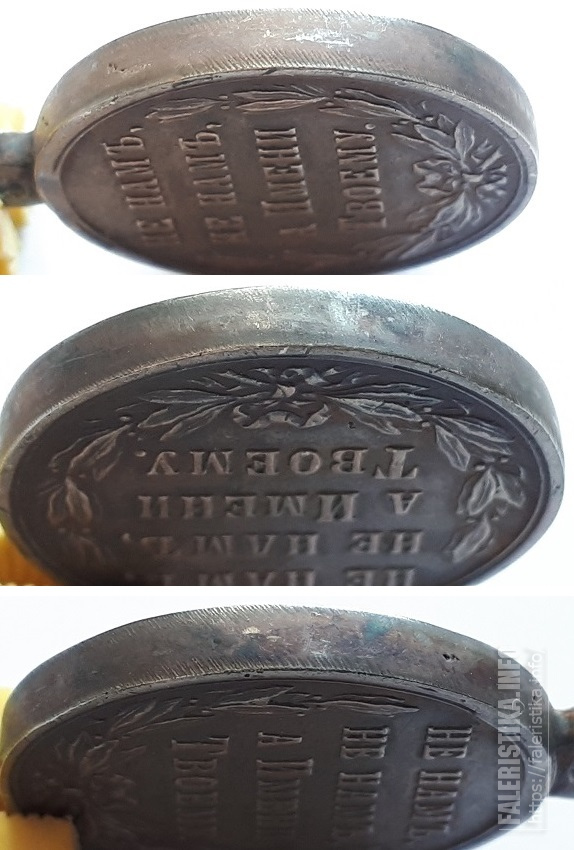 НЕ НАМЪ,
НЕ НАМЪ,
А ИМЕНИ
ТВОЕМУ.
НЕ НАМЪ,
НЕ НАМЪ,
А ИМЕНИ
ТВОЕМУ.
НЕ НАМЪ,
НЕ НАМЪ
А ИМЕНИ
ТВОЕМУ
FALERISTIKA.INFO
https://faleristika.info